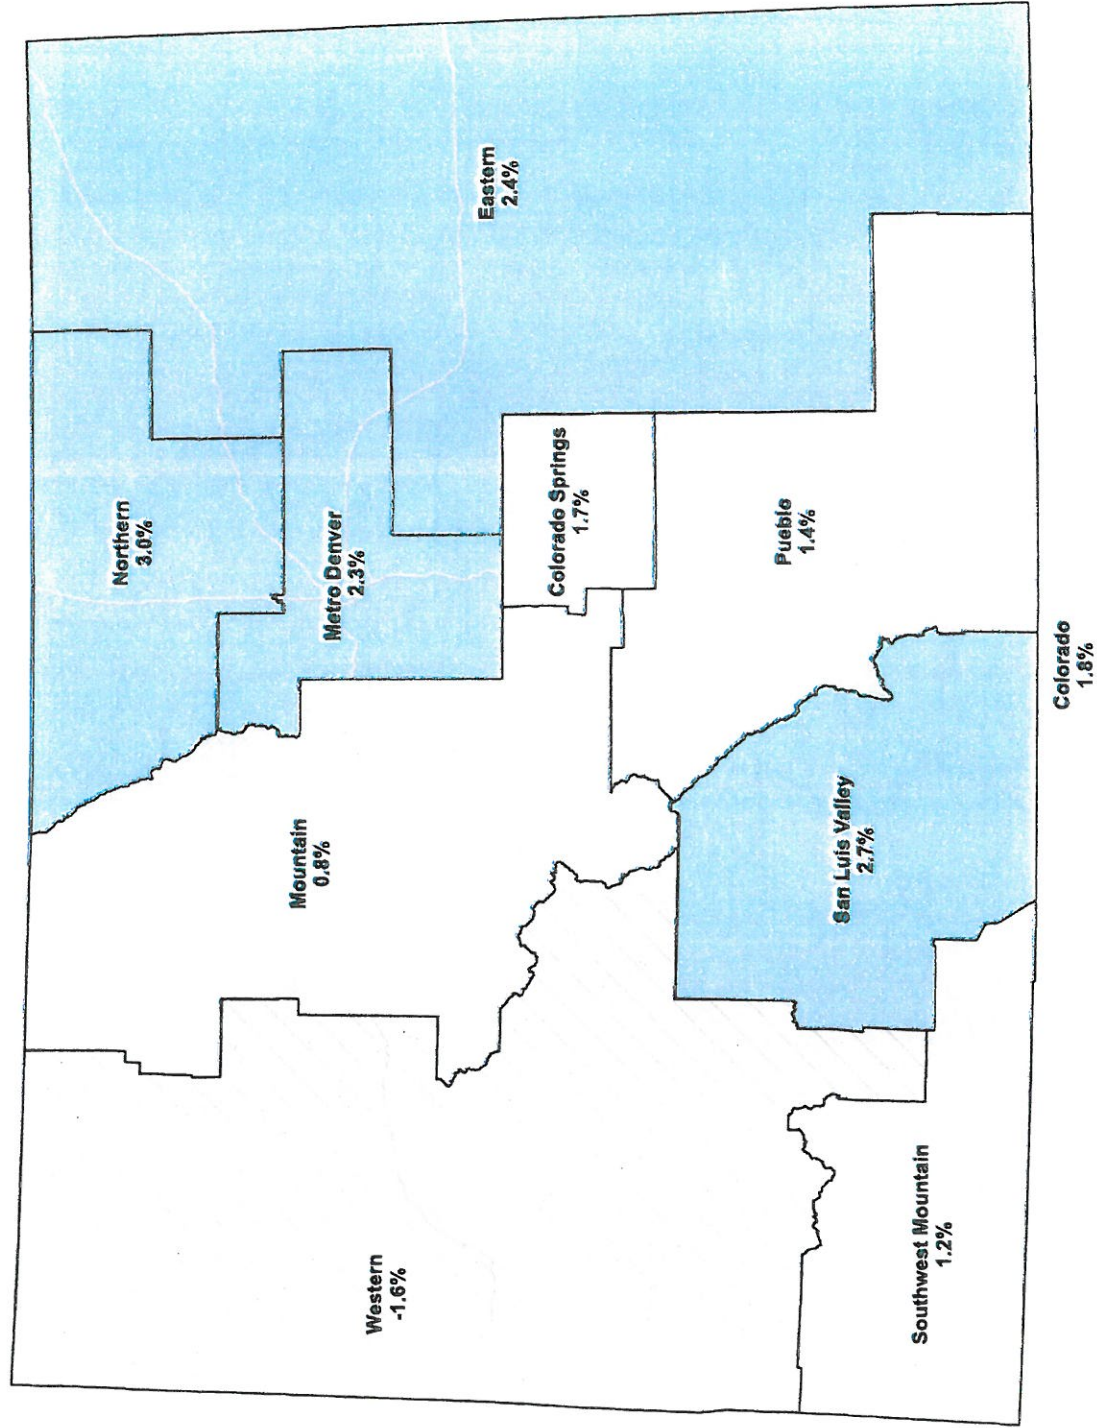 Northern
3.0%
Eastern
2.4%
Metro Denver
2.3%
Mountain
0.8%
Western
-1.6%
Colorado Springs
1.7%
Pueblo
1.4%
San Luis Valley
2.7%
Southwest Mountain
1.2%
Colorado
1.8%